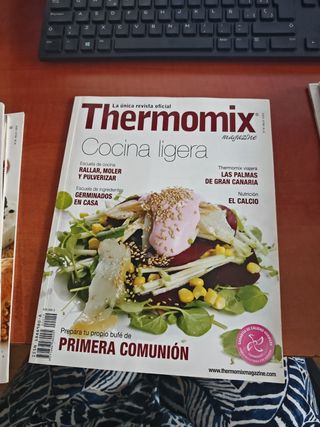 La única revista oficial
Thermomix
magazine
Cocina ligera
Escuela de cocina
RALLAR, MOLER
Y PULVERIZAR
Thermomix viajera
LAS PALMAS
DE GRAN CANARIA
Escuela de ingredientes
GERMINADOS
EN CASA
Nutrición
EL CALCIO
Prepara tu propio bufé de
PRIMERA COMUNIÓN
www.thermomixmagazine.com